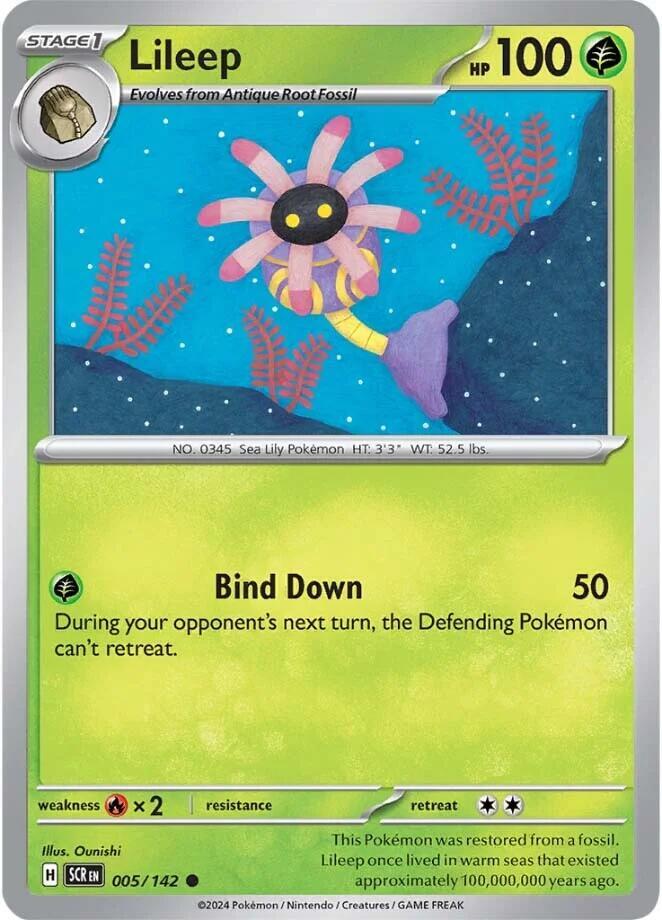 STAGE1
Lileep
HP 100
Evolves from Antique Root Fossil
NO. 0345 Sea Lily Pokémon HT: 3'3" WT: 52.5 lbs.
Bind Down 50
During your opponent's next turn, the Defending Pokémon
can't retreat.
weakness ×2 resistance retreat
Illus. Ounishi
This Pokémon was restored from a fossil.
Lileep once lived in warm seas that existed
approximately 100,000,000 years ago.
H SCR EN 005/142
©2024 Pokémon / Nintendo / Creatures / GAME FREAK